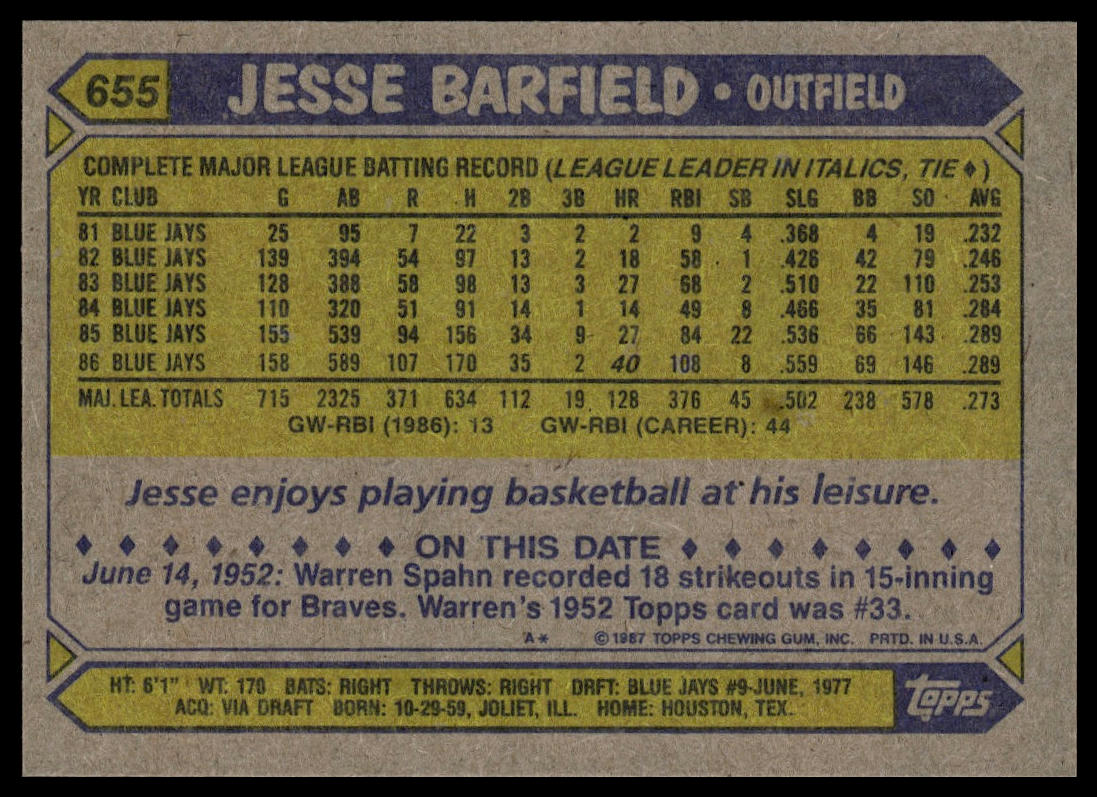 655 JESSE BARFIELD • OUTFIELD
COMPLETE MAJOR LEAGUE BATTING RECORD (LEAGUE LEADER IN ITALICS, TIE ♦)
YR CLUB G AB R H 2B 3B HR RBI SB SLG BB SO AVG
81 BLUE JAYS 25 95 7 22 3 2 2 9 4 .368 4 19 .232
82 BLUE JAYS 139 394 54 97 13 2 18 58 1 .426 42 79 .246
83 BLUE JAYS 128 388 58 98 13 3 27 68 2 .510 22 110 .253
84 BLUE JAYS 110 320 51 91 14 1 14 49 8 .466 35 81 .284
85 BLUE JAYS 155 539 94 156 34 9 27 84 22 .536 66 143 .289
86 BLUE JAYS 158 589 107 170 35 2 40 108 8 .559 69 146 .289
MAJ. LEA. TOTALS 715 2325 371 634 112 19 128 376 45 .502 238 578 .273
GW-RBI (1986): 13 GW-RBI (CAREER): 44
Jesse enjoys playing basketball at his leisure.
♦ ♦ ♦ ♦ ♦ ♦ ♦ ♦ ON THIS DATE ♦ ♦ ♦ ♦ ♦ ♦ ♦ ♦
June 14, 1952: Warren Spahn recorded 18 strikeouts in 15-inning
game for Braves. Warren's 1952 Topps card was #33.
A* ©1987 TOPPS CHEWING GUM, INC. PRTD. IN U.S.A.
HT: 6'1" WT: 170 BATS: RIGHT THROWS: RIGHT DRFT: BLUE JAYS #9-JUNE, 1977
ACQ: VIA DRAFT BORN: 10-29-59, JOLIET, ILL. HOME: HOUSTON, TEX.
topps